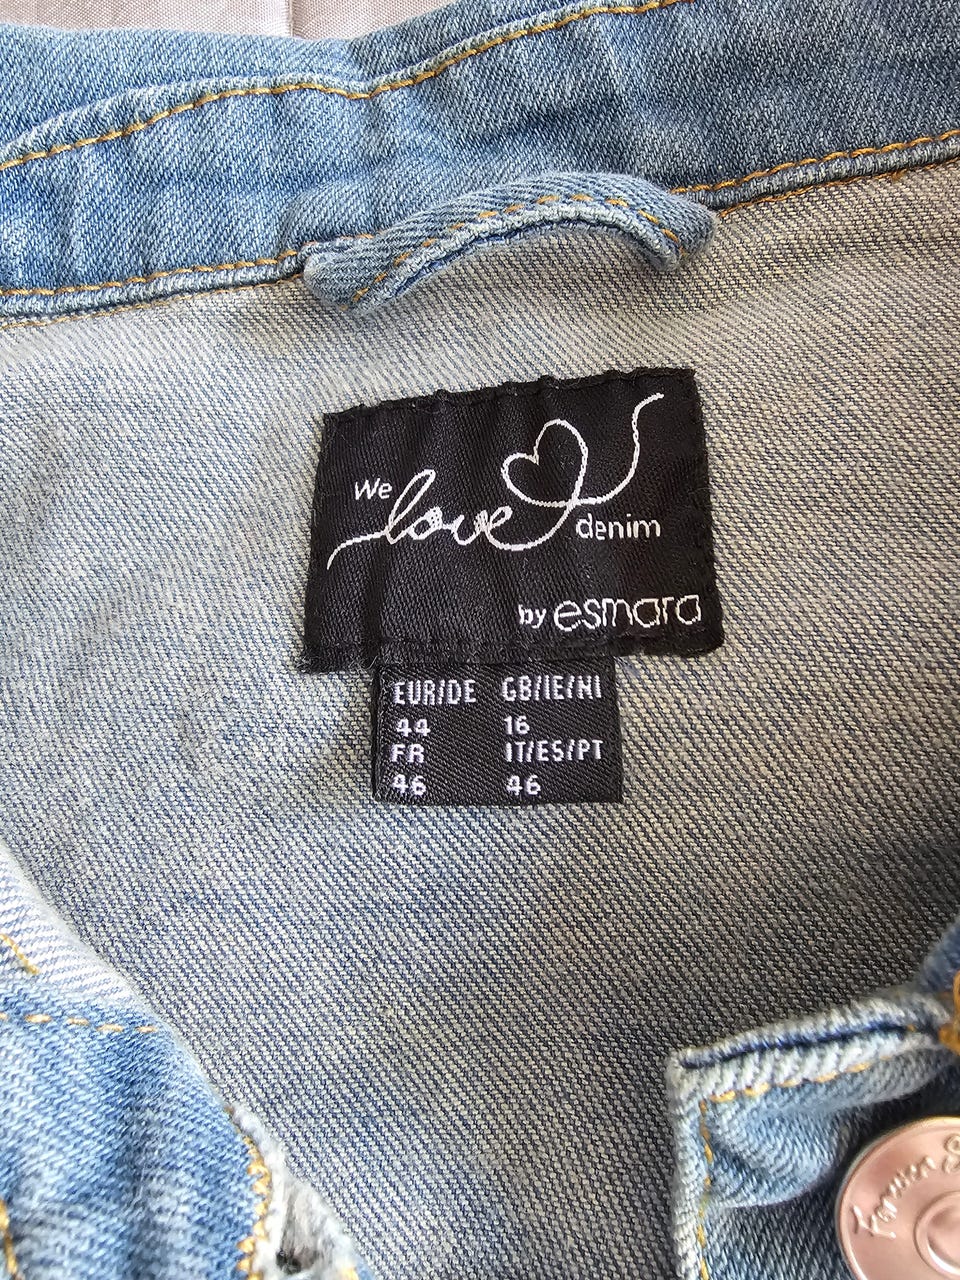 We love denim
by esmara
EUR/DE GB/IE/NI
44 16
FR IT/ES/PT
46 46